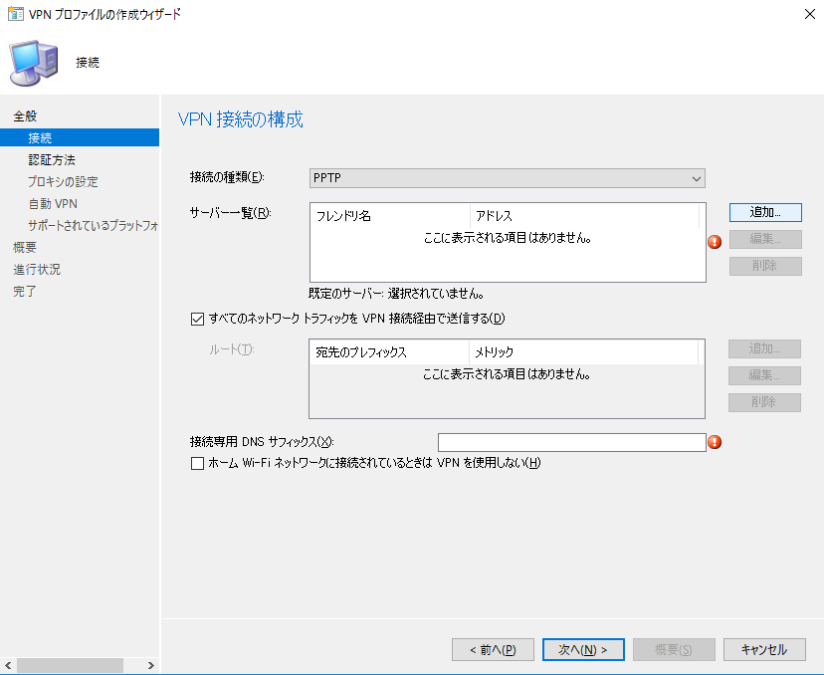 VPN プロファイルの作成ウィザード
接続
全般
接続
認証方法
プロキシの設定
自動 VPN
サポートされているプラットフォ
概要
進行状況
完了
VPN 接続の構成
接続の種類(E):
PPTP
サーバー一覧(R):
フレンドリ名 アドレス
ここに表示される項目はありません。
追加...
編集...
削除
既定のサーバー: 選択されていません。
すべてのネットワーク トラフィックを VPN 接続経由で送信する(D)
ルート(T):
宛先のプレフィックス メトリック
ここに表示される項目はありません。
追加...
編集...
削除
接続専用 DNS サフィックス(X):
ホーム Wi-Fi ネットワークに接続されているときは VPN を使用しない(H)
< 前へ(P) 次へ(N) > 概要(S) キャンセル